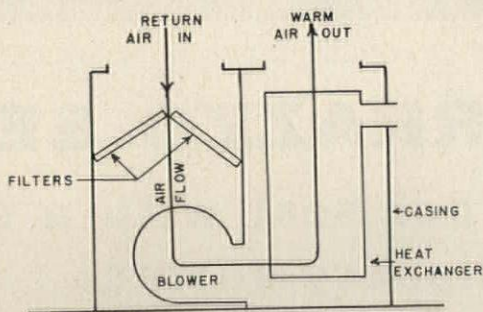 RETURN
AIR IN
WARM
AIR OUT
FILTERS
AIR
FLOW
BLOWER
CASING
HEAT
EXCHANGER